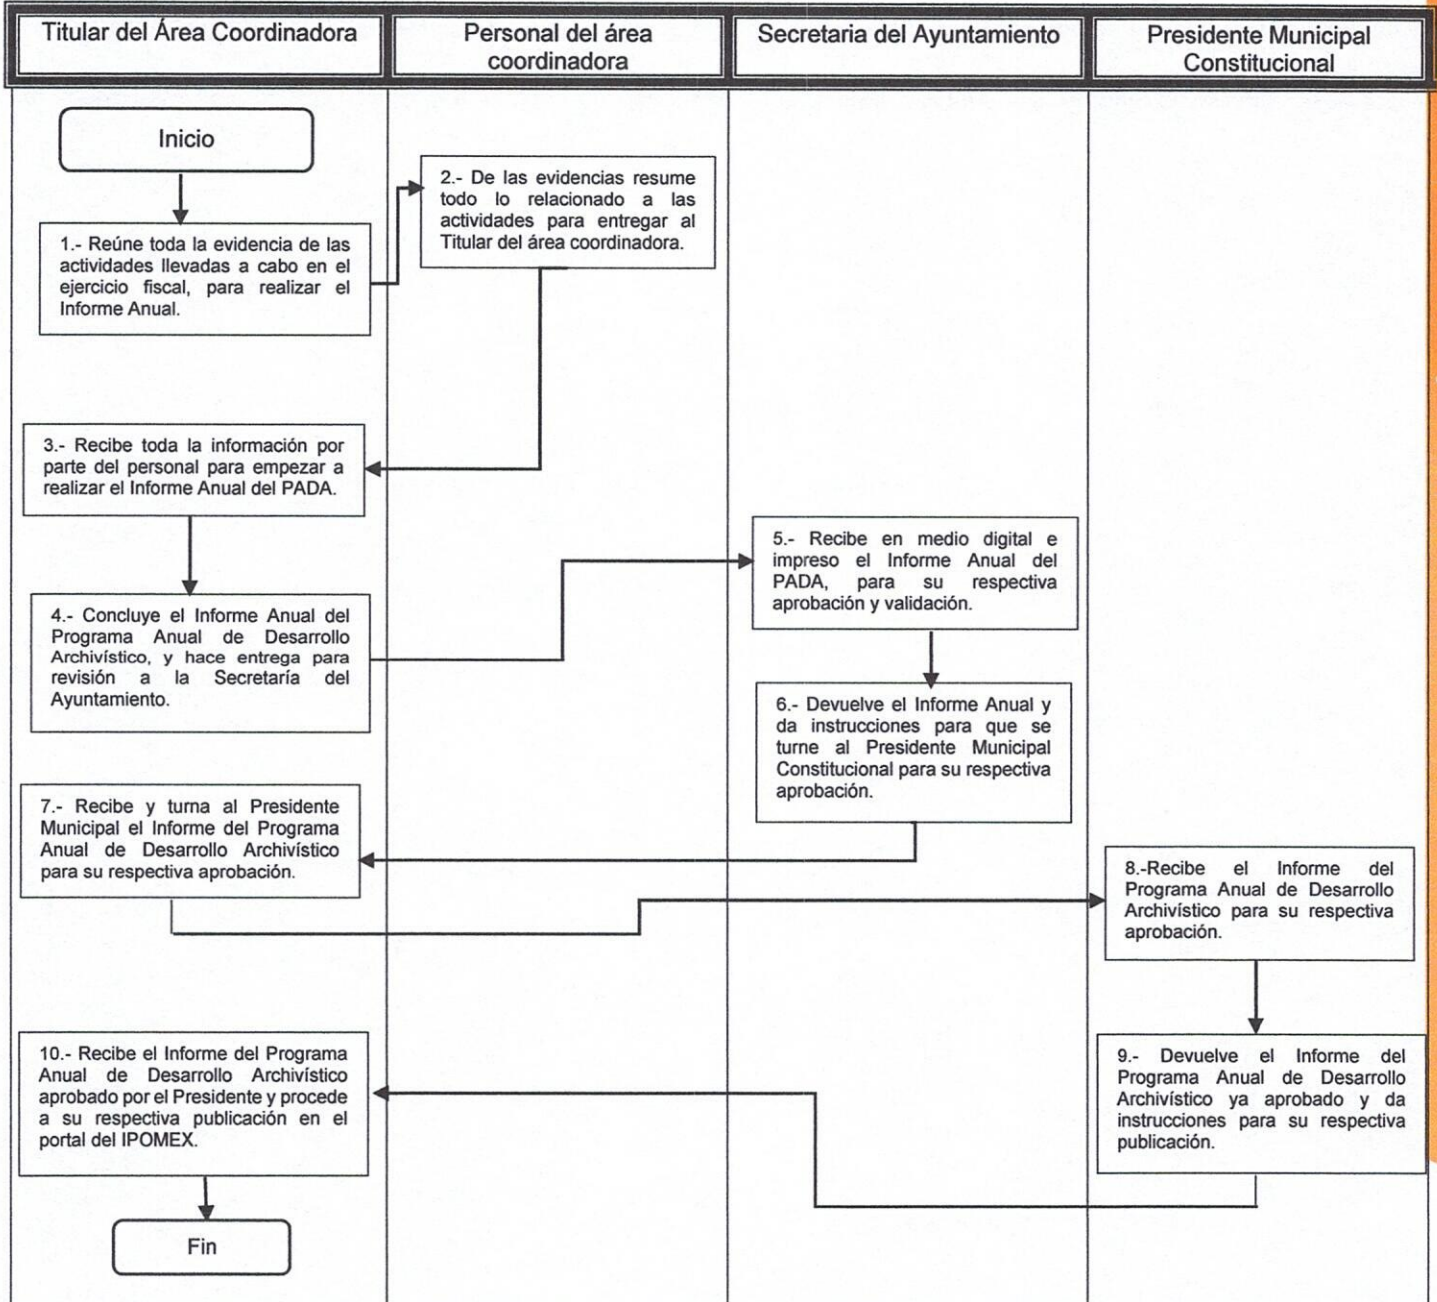 Titular del Área Coordinadora
Personal del área
coordinadora
Secretaria del Ayuntamiento
Presidente Municipal
Constitucional
Inicio
1.- Reúne toda la evidencia de las
actividades llevadas a cabo en el
ejercicio fiscal, para realizar el
Informe Anual.
2.- De las evidencias resume
todo lo relacionado a las
actividades para entregar al
Titular del área coordinadora.
3.- Recibe toda la información por
parte del personal para empezar a
realizar el Informe Anual del PADA.
4.- Concluye el Informe Anual del
Programa Anual de Desarrollo
Archivístico, y hace entrega para
revisión a la Secretaría del
Ayuntamiento.
5.- Recibe en medio digital e
impreso el Informe Anual del
PADA, para su respectiva
aprobación y validación.
6.- Devuelve el Informe Anual y
da instrucciones para que se
turne al Presidente Municipal
Constitucional para su respectiva
aprobación.
7.- Recibe y turna al Presidente
Municipal el Informe del Programa
Anual de Desarrollo Archivístico
para su respectiva aprobación.
8.-Recibe el Informe del
Programa Anual de Desarrollo
Archivístico para su respectiva
aprobación.
9.- Devuelve el Informe del
Programa Anual de Desarrollo
Archivístico ya aprobado y da
instrucciones para su respectiva
publicación.
10.- Recibe el Informe del Programa
Anual de Desarrollo Archivístico
aprobado por el Presidente y procede
a su respectiva publicación en el
portal del IPOMEX.
Fin